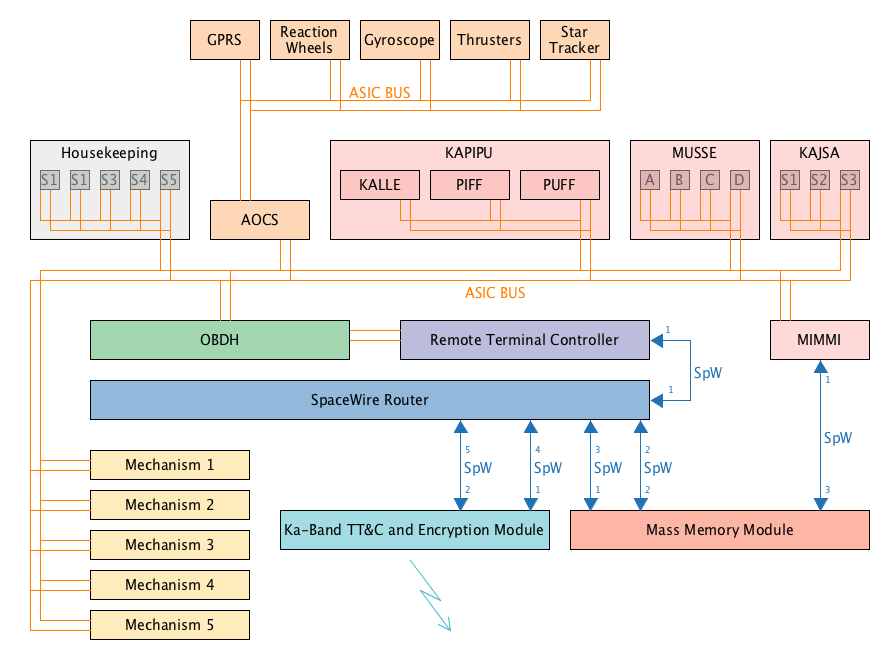 GPRS
Reaction
Wheels
Gyroscope
Thrusters
Star
Tracker
ASIC BUS
Housekeeping
S1 S1 S3 S4 S5
KAPIPU
KALLE PIFF PUFF
MUSSE
A B C D
KAJSA
S1 S2 S3
AOCS
ASIC BUS
OBDH
Remote Terminal Controller
1
MIMMI
SpW
1
SpaceWire Router
1
5 4 3 2
SpW
SpW SpW SpW SpW
2 1 1 2
3
Mechanism 1
Mechanism 2
Mechanism 3
Mechanism 4
Mechanism 5
Ka-Band TT&C and Encryption Module
Mass Memory Module